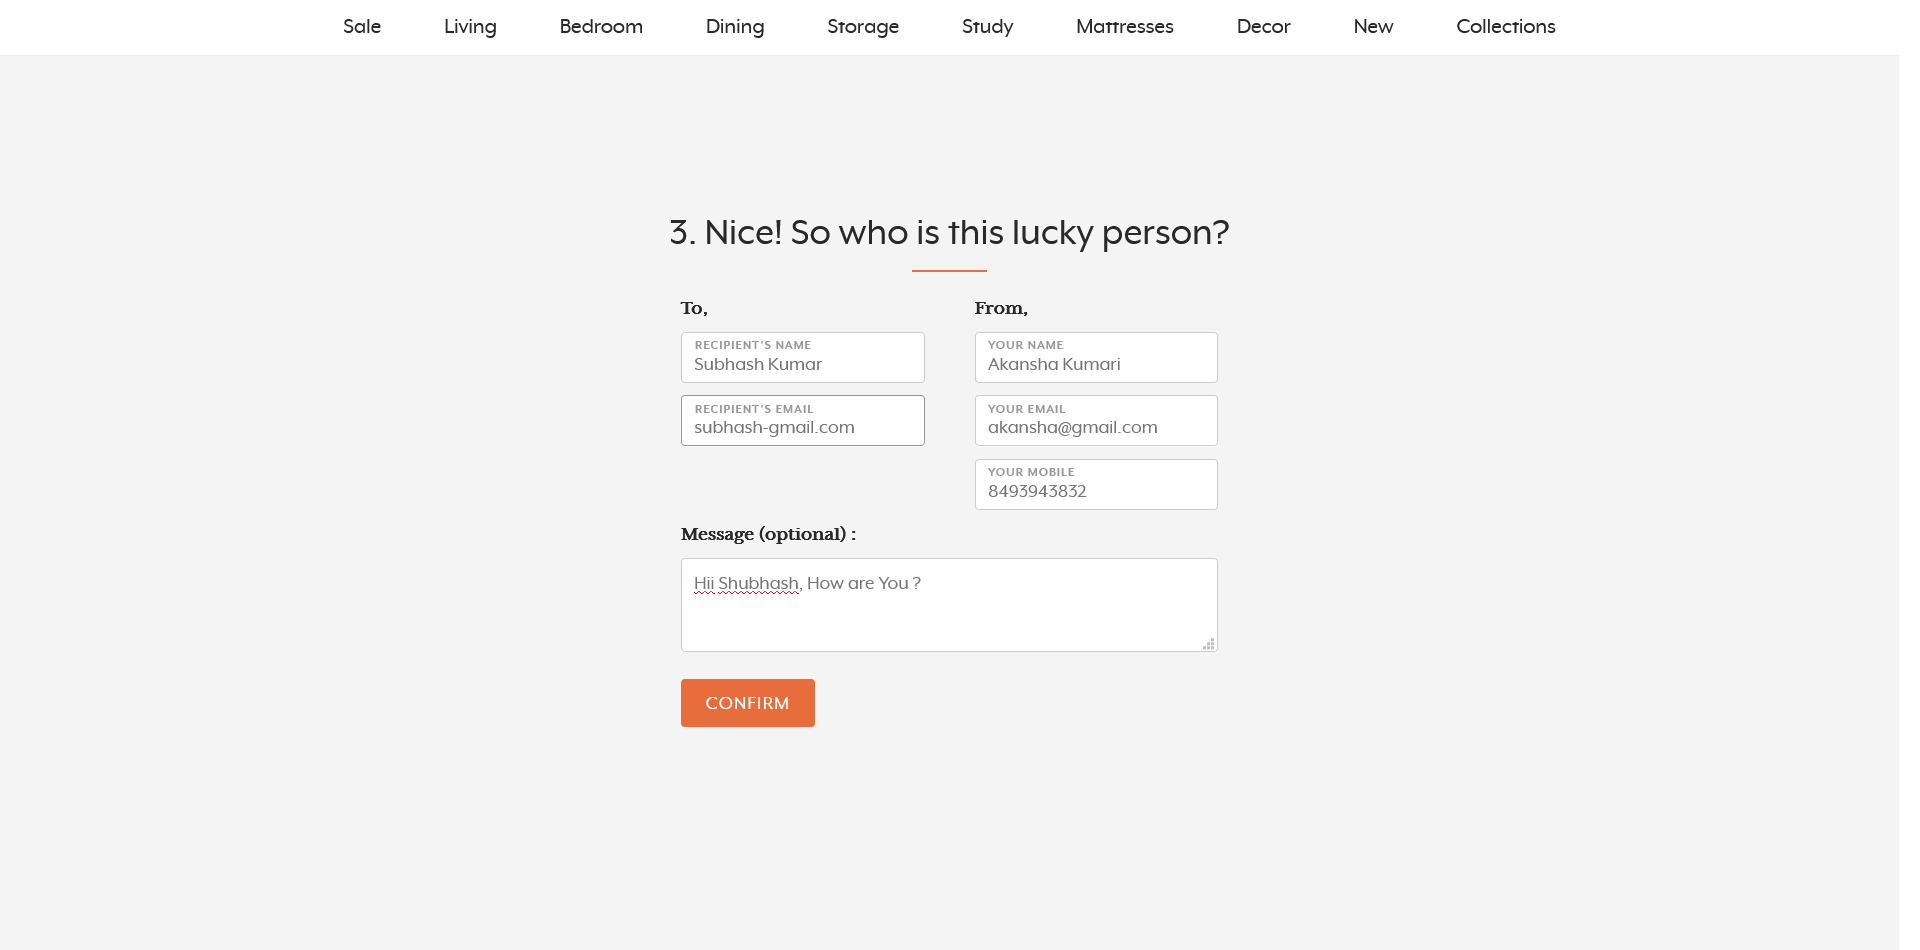 Sale Living Bedroom Dining Storage Study Mattresses Decor New Collections
3. Nice! So who is this lucky person?
To,
RECIPIENT'S NAME
Subhash Kumar
RECIPIENT'S EMAIL
subhash-gmail.com
From,
YOUR NAME
Akansha Kumari
YOUR EMAIL
akansha@gmail.com
YOUR MOBILE
8493943832
Message (optional) :
Hii Shubhash, How are You ?
CONFIRM